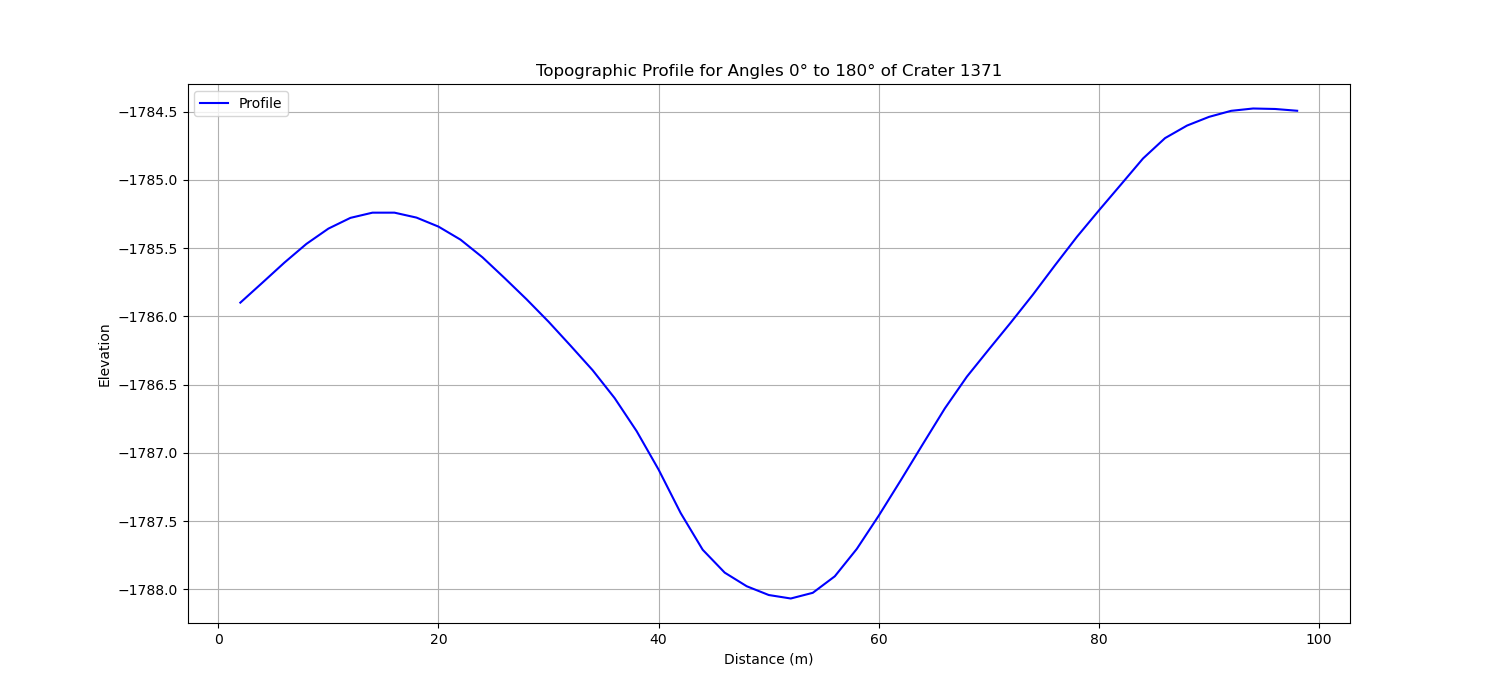 Topographic Profile for Angles 0° to 180° of Crater 1371
Profile
−1784.5
−1785.0
−1785.5
−1786.0
−1786.5
−1787.0
−1787.5
−1788.0
Elevation
0 20 40 60 80 100
Distance (m)